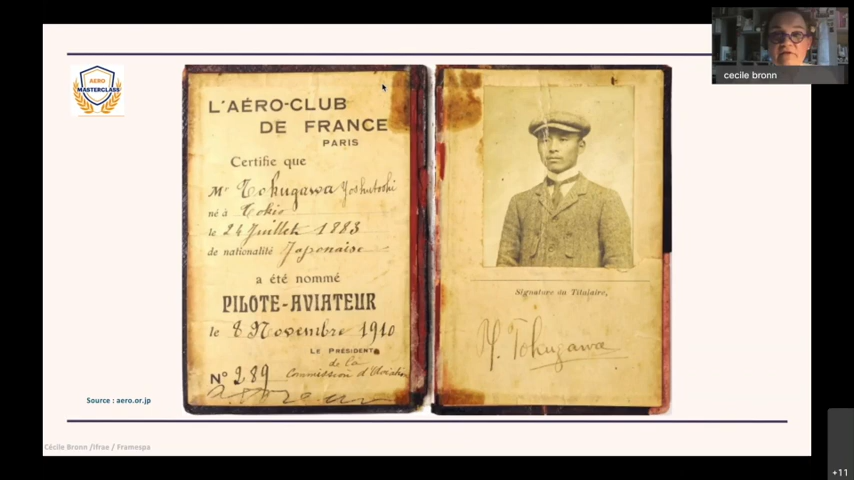 AERO
MASTERCLASS
L'AÉRO-CLUB
DE FRANCE
PARIS
Certifie que
Mr Tokugawa Yoshitoshi
né à Tokio
le 24 Juillet 1883
de nationalité Japonaise
a été nommé
PILOTE-AVIATEUR
le 8 Novembre 1910
LE PRÉSIDENT
de la
Commission d'Aviation
No 289
Signature du Titulaire,
Y. Tokugawa
Source : aero.or.jp
Cécile Bronn /Ifrae / Framespa
cecile bronn
+11